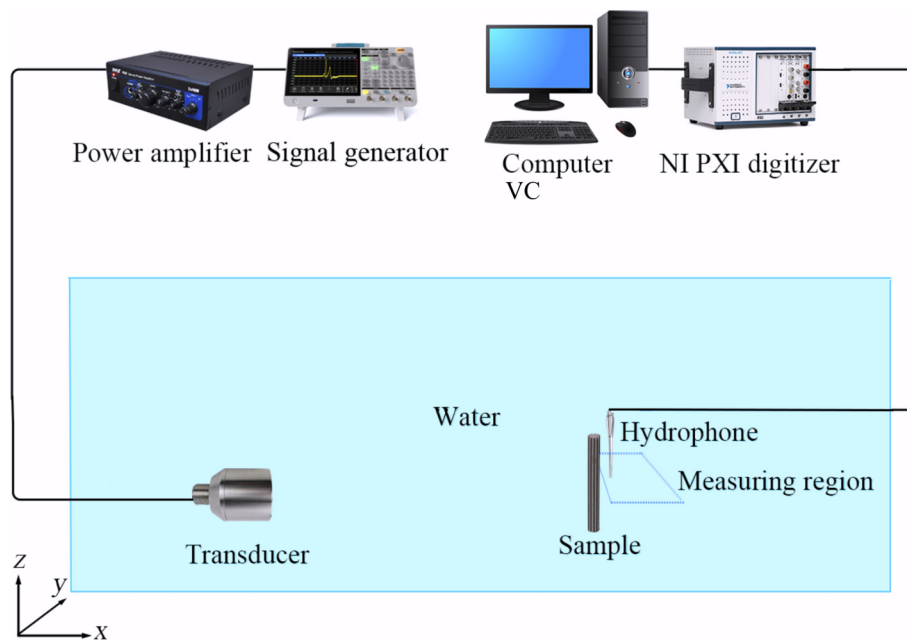 Power amplifier
Signal generator
Computer
VC
NI PXI digitizer
Water
Hydrophone
Measuring region
Sample
Transducer
z
y
x